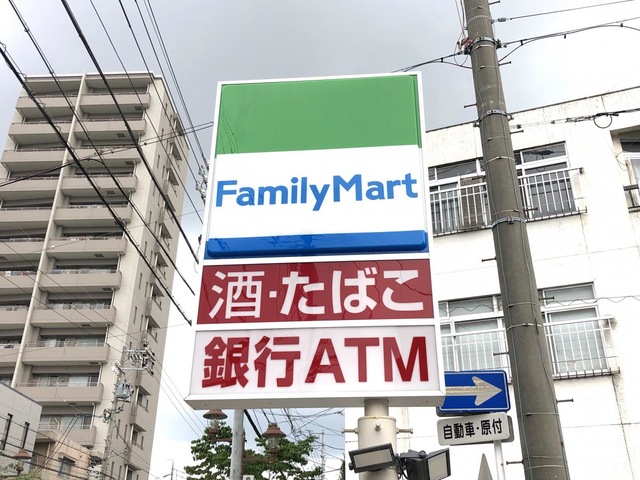 FamilyMart
酒・たばこ
銀行ATM
自動車・原付